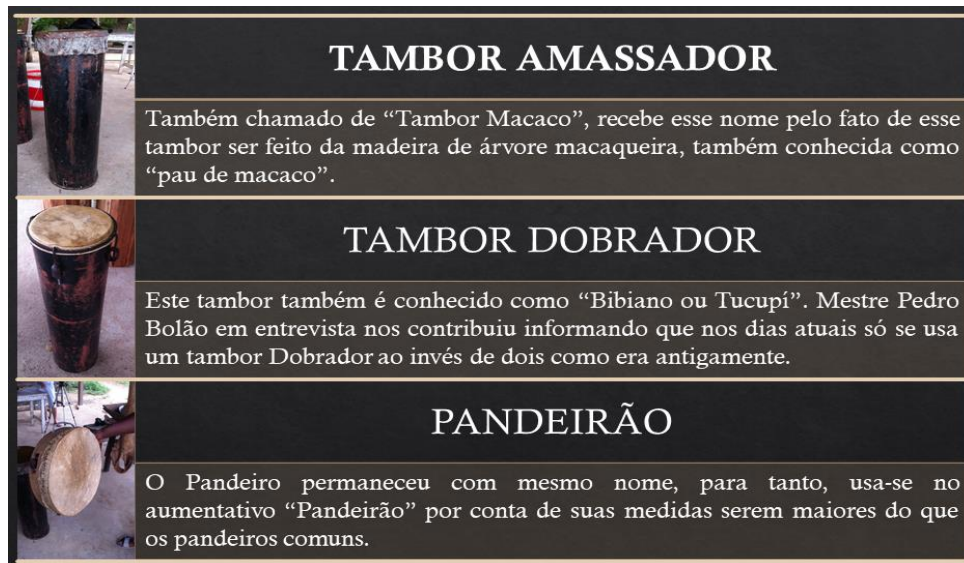 TAMBOR AMASSADOR
Também chamado de “Tambor Macaco”, recebe esse nome pelo fato de esse
tambor ser feito da madeira de árvore macaqueira, também conhecida como
“pau de macaco”.
TAMBOR DOBRADOR
Este tambor também é conhecido como “Bibiano ou Tucupí”. Mestre Pedro
Bolão em entrevista nos contribuiu informando que nos dias atuais só se usa
um tambor Dobrador ao invés de dois como era antigamente.
PANDEIRÃO
O Pandeiro permaneceu com mesmo nome, para tanto, usa-se no
aumentativo “Pandeirão” por conta de suas medidas serem maiores do que
os pandeiros comuns.